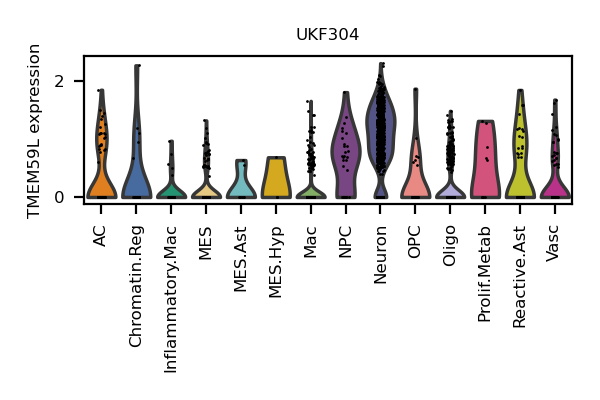 UKF304
TMEM59L expression
2
0
AC
Chromatin.Reg
Inflammatory.Mac
MES
MES.Ast
MES.Hyp
Mac
NPC
Neuron
OPC
Oligo
Prolif.Metab
Reactive.Ast
Vasc